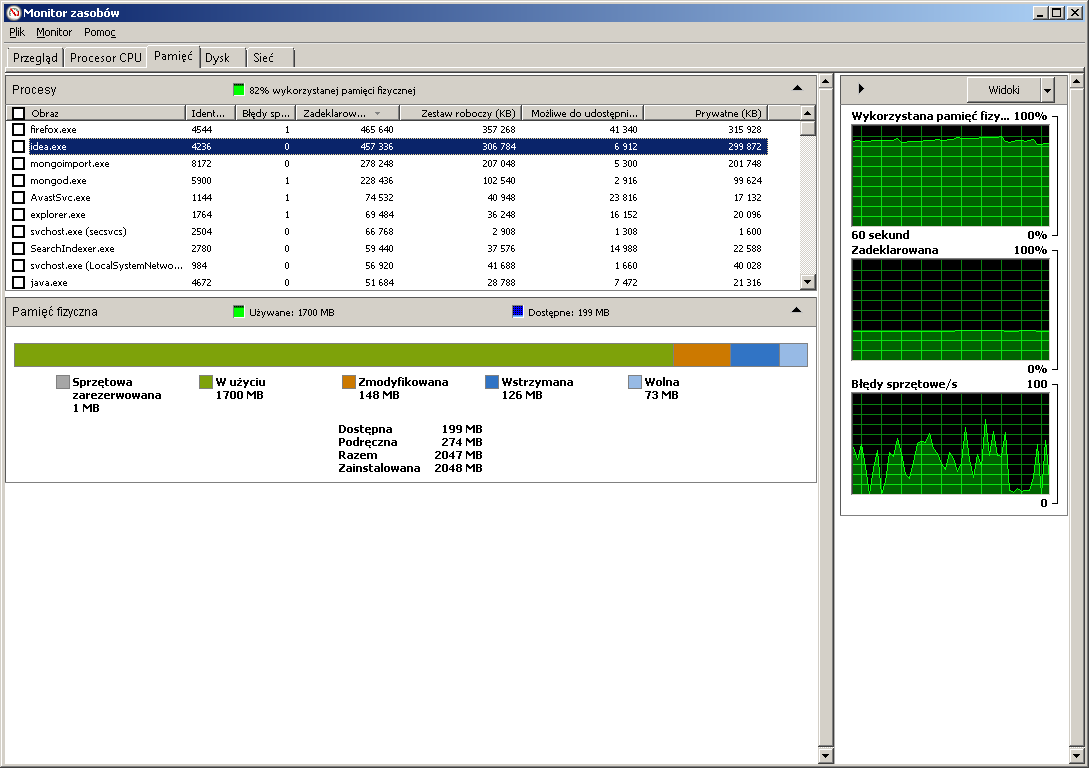 Monitor zasobów
Plik Monitor Pomoc
Przegląd Procesor CPU Pamięć Dysk Sieć
Procesy 82% wykorzystanej pamięci fizycznej
Obraz Ident... Błędy sp... Zadeklarow... Zestaw roboczy (KB) Możliwe do udostępni... Prywatne (KB)
firefox.exe 4544 1 465 640 357 268 41 340 315 928
idea.exe 4236 0 457 336 306 784 6 912 299 872
mongoimport.exe 8172 0 278 248 207 048 5 300 201 748
mongod.exe 5900 1 228 436 102 540 2 916 99 624
AvastSvc.exe 1144 1 74 532 40 948 23 816 17 132
explorer.exe 1764 1 69 484 36 248 16 152 20 096
svchost.exe (secsvcs) 2504 0 66 768 2 908 1 308 1 600
SearchIndexer.exe 2780 0 59 440 37 576 14 988 22 588
svchost.exe (LocalSystemNetwo... 984 0 56 920 41 688 1 660 40 028
java.exe 4672 0 51 684 28 788 7 472 21 316
Pamięć fizyczna Używane: 1700 MB Dostępne: 199 MB
Sprzętowa zarezerwowana
1 MB
W użyciu
1700 MB
Zmodyfikowana
148 MB
Wstrzymana
126 MB
Wolna
73 MB
Dostępna 199 MB
Podręczna 274 MB
Razem 2047 MB
Zainstalowana 2048 MB
Widoki
Wykorzystana pamięć fizy... 100%
60 sekund 0%
Zadeklarowana 100%
0%
Błędy sprzętowe/s 100
0